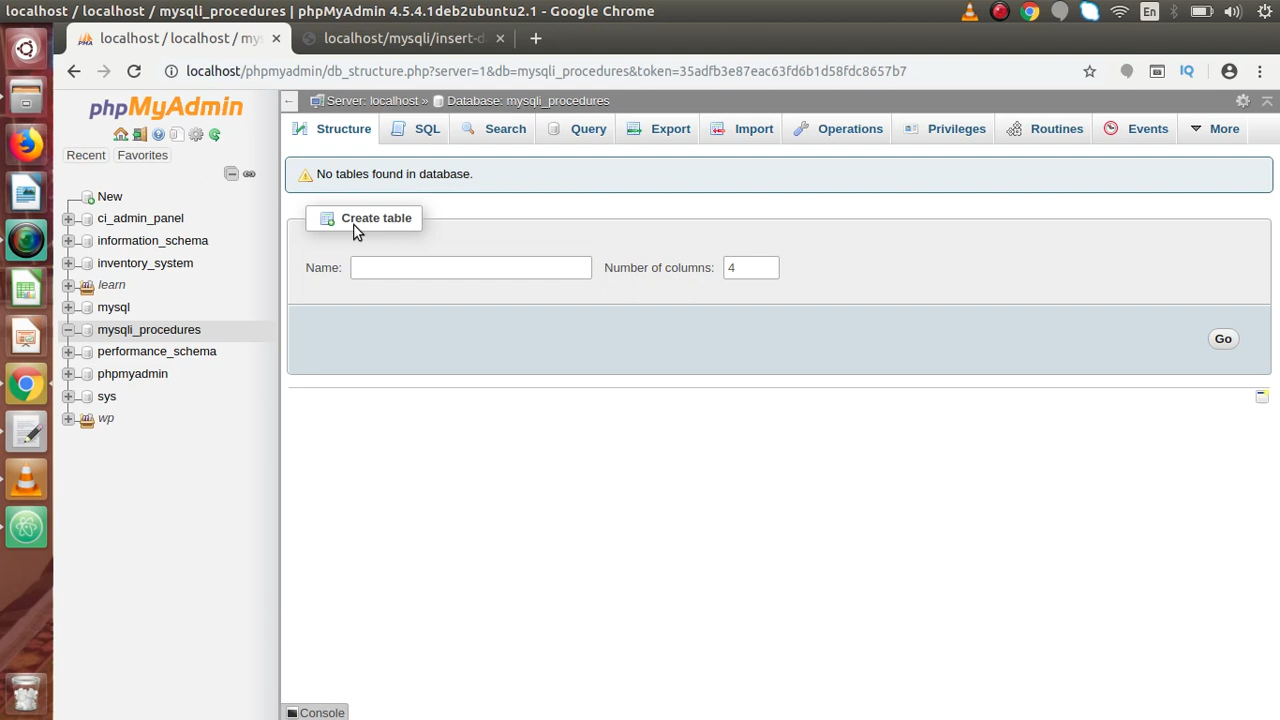 localhost / localhost / mysqli_procedures | phpMyAdmin 4.5.4.1deb2ubuntu2.1 - Google Chrome
En
localhost / localhost / mys
localhost/mysqli/insert-d
localhost/phpmyadmin/db_structure.php?server=1&db=mysqli_procedures&token=35adfb3e87eac63fd6b1d58fdc8657b7
IQ
phpMyAdmin
Recent
Favorites
New
ci_admin_panel
information_schema
inventory_system
learn
mysql
mysqli_procedures
performance_schema
phpmyadmin
sys
wp
Server: localhost » Database: mysqli_procedures
Structure
SQL
Search
Query
Export
Import
Operations
Privileges
Routines
Events
More
No tables found in database.
Create table
Name:
Number of columns: 4
Go
Console